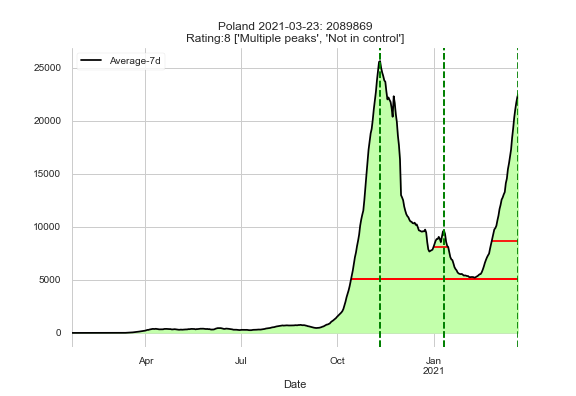 Poland 2021-03-23: 2089869
Rating:8 ['Multiple peaks', 'Not in control']
Average-7d
25000
20000
15000
10000
5000
0
Apr
Jul
Oct
Jan
2021
Date